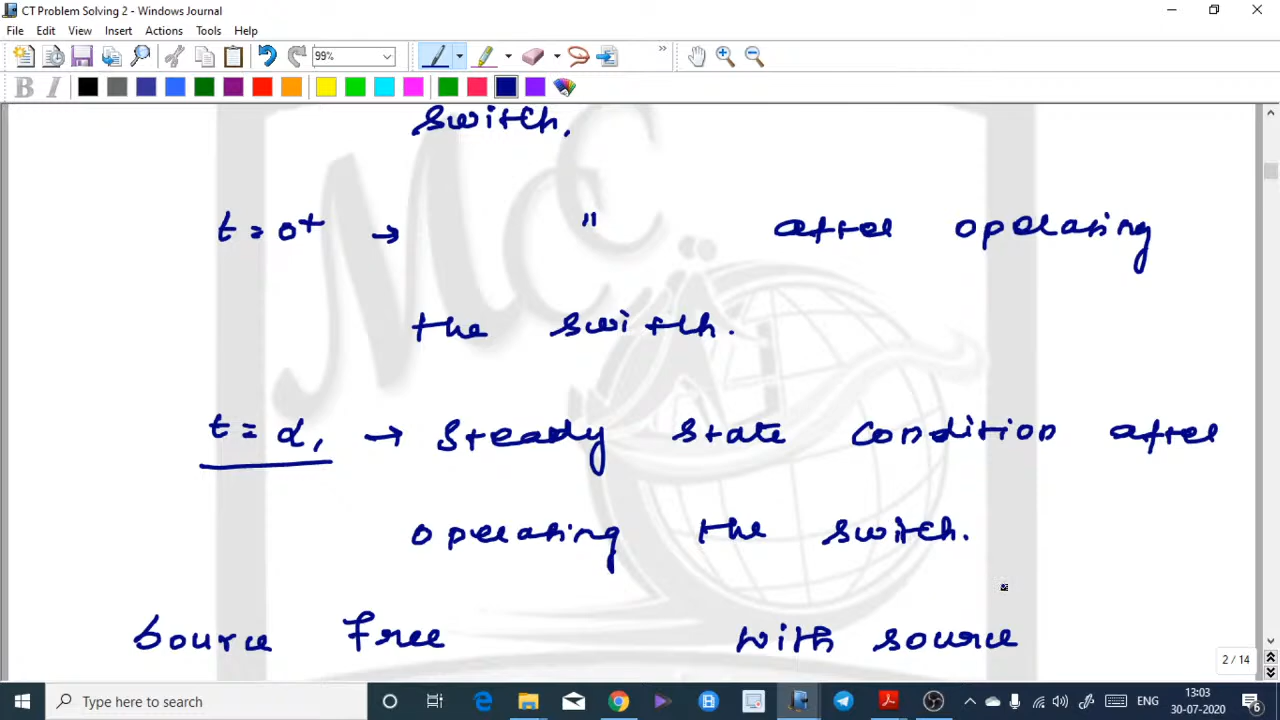 CT Problem Solving 2 - Windows Journal
File Edit View Insert Actions Tools Help
99%
B I
switch.
t = 0+ → " after operating
the switch.
t = α, → Steady state condition after
operating the switch.
Source Free with source
2 / 14
Type here to search
ENG
13:03
30-07-2020
6
MCC